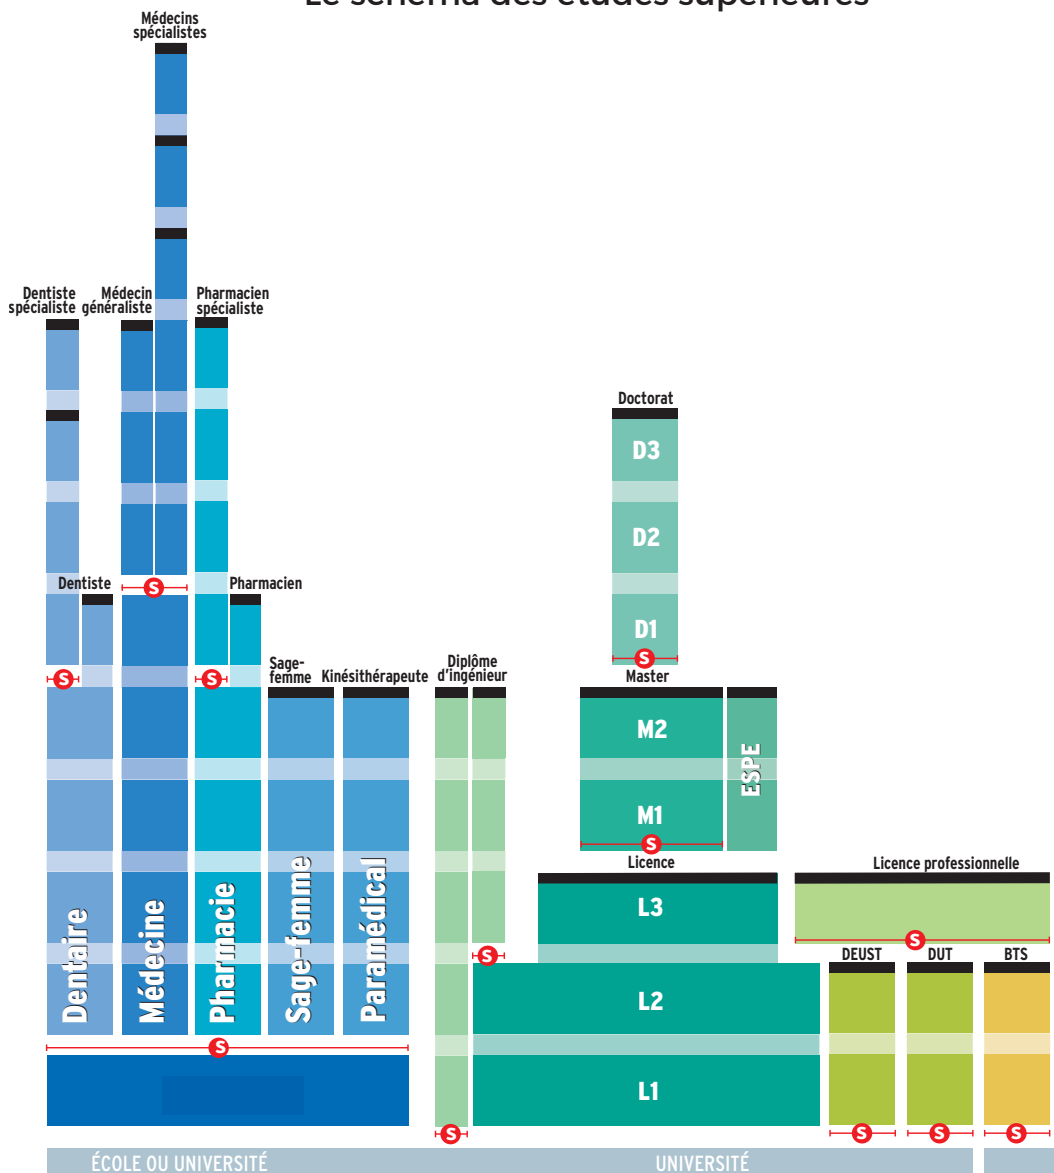 Le schéma des études supérieures
Médecins
spécialistes
Dentiste
spécialiste
Médecin
généraliste
Pharmacien
spécialiste
Doctorat
D3
D2
D1
S
Dentiste
S
Pharmacien
S
S
Sage-
femme
Kinésithérapeute
Diplôme
d'ingénieur
Master
M2
M1
S
ESPE
Licence
L3
Licence professionnelle
S
S
DEUST
DUT
BTS
Dentaire
Médecine
Pharmacie
Sage-femme
Paramédical
L2
S
L1
S
S
S
S
ÉCOLE OU UNIVERSITÉ
UNIVERSITÉ